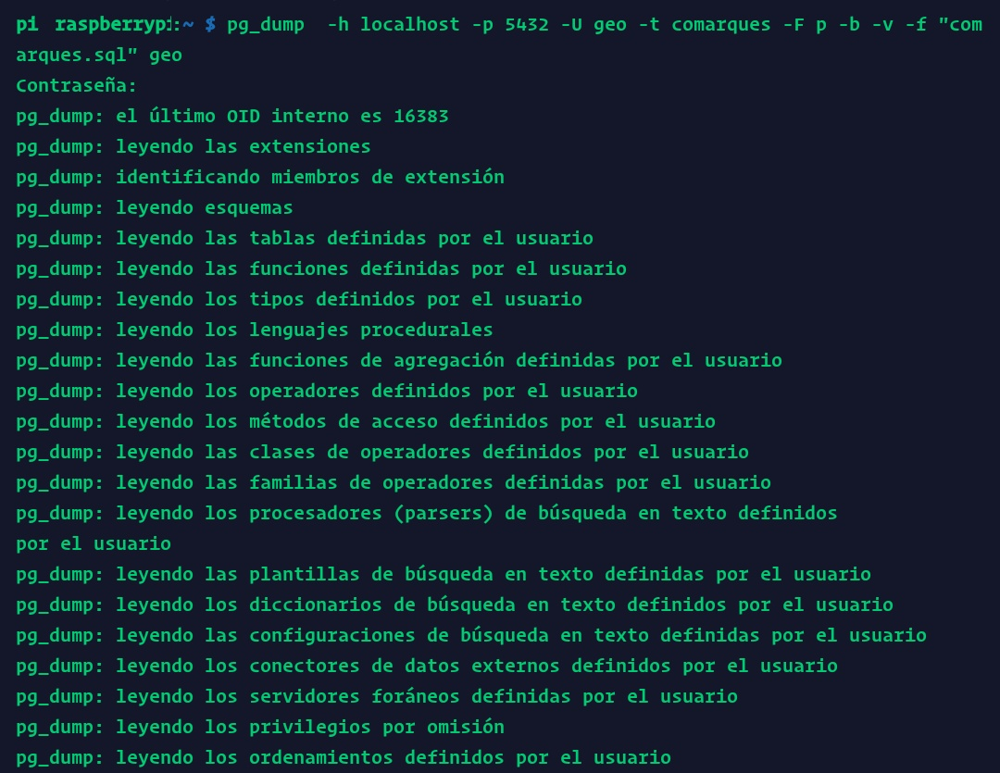 pi raspberrypi:~ $ pg_dump  -h localhost -p 5432 -U geo -t comarques -F p -b -v -f "com
arques.sql" geo
Contraseña:
pg_dump: el último OID interno es 16383
pg_dump: leyendo las extensiones
pg_dump: identificando miembros de extensión
pg_dump: leyendo esquemas
pg_dump: leyendo las tablas definidas por el usuario
pg_dump: leyendo las funciones definidas por el usuario
pg_dump: leyendo los tipos definidos por el usuario
pg_dump: leyendo los lenguajes procedurales
pg_dump: leyendo las funciones de agregación definidas por el usuario
pg_dump: leyendo los operadores definidos por el usuario
pg_dump: leyendo los métodos de acceso definidos por el usuario
pg_dump: leyendo las clases de operadores definidos por el usuario
pg_dump: leyendo las familias de operadores definidas por el usuario
pg_dump: leyendo los procesadores (parsers) de búsqueda en texto definidos
por el usuario
pg_dump: leyendo las plantillas de búsqueda en texto definidas por el usuario
pg_dump: leyendo los diccionarios de búsqueda en texto definidos por el usuario
pg_dump: leyendo las configuraciones de búsqueda en texto definidas por el usuario
pg_dump: leyendo los conectores de datos externos definidos por el usuario
pg_dump: leyendo los servidores foráneos definidas por el usuario
pg_dump: leyendo los privilegios por omisión
pg_dump: leyendo los ordenamientos definidos por el usuario